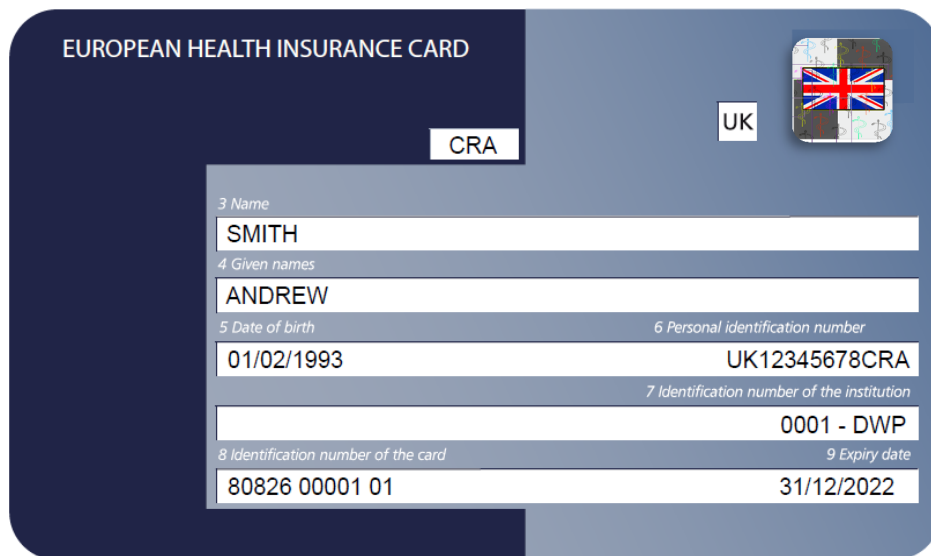 EUROPEAN HEALTH INSURANCE CARD
UK
CRA
3 Name
SMITH
4 Given names
ANDREW
5 Date of birth 6 Personal identification number
01/02/1993 UK12345678CRA
7 Identification number of the institution
0001 - DWP
8 Identification number of the card 9 Expiry date
80826 00001 01 31/12/2022